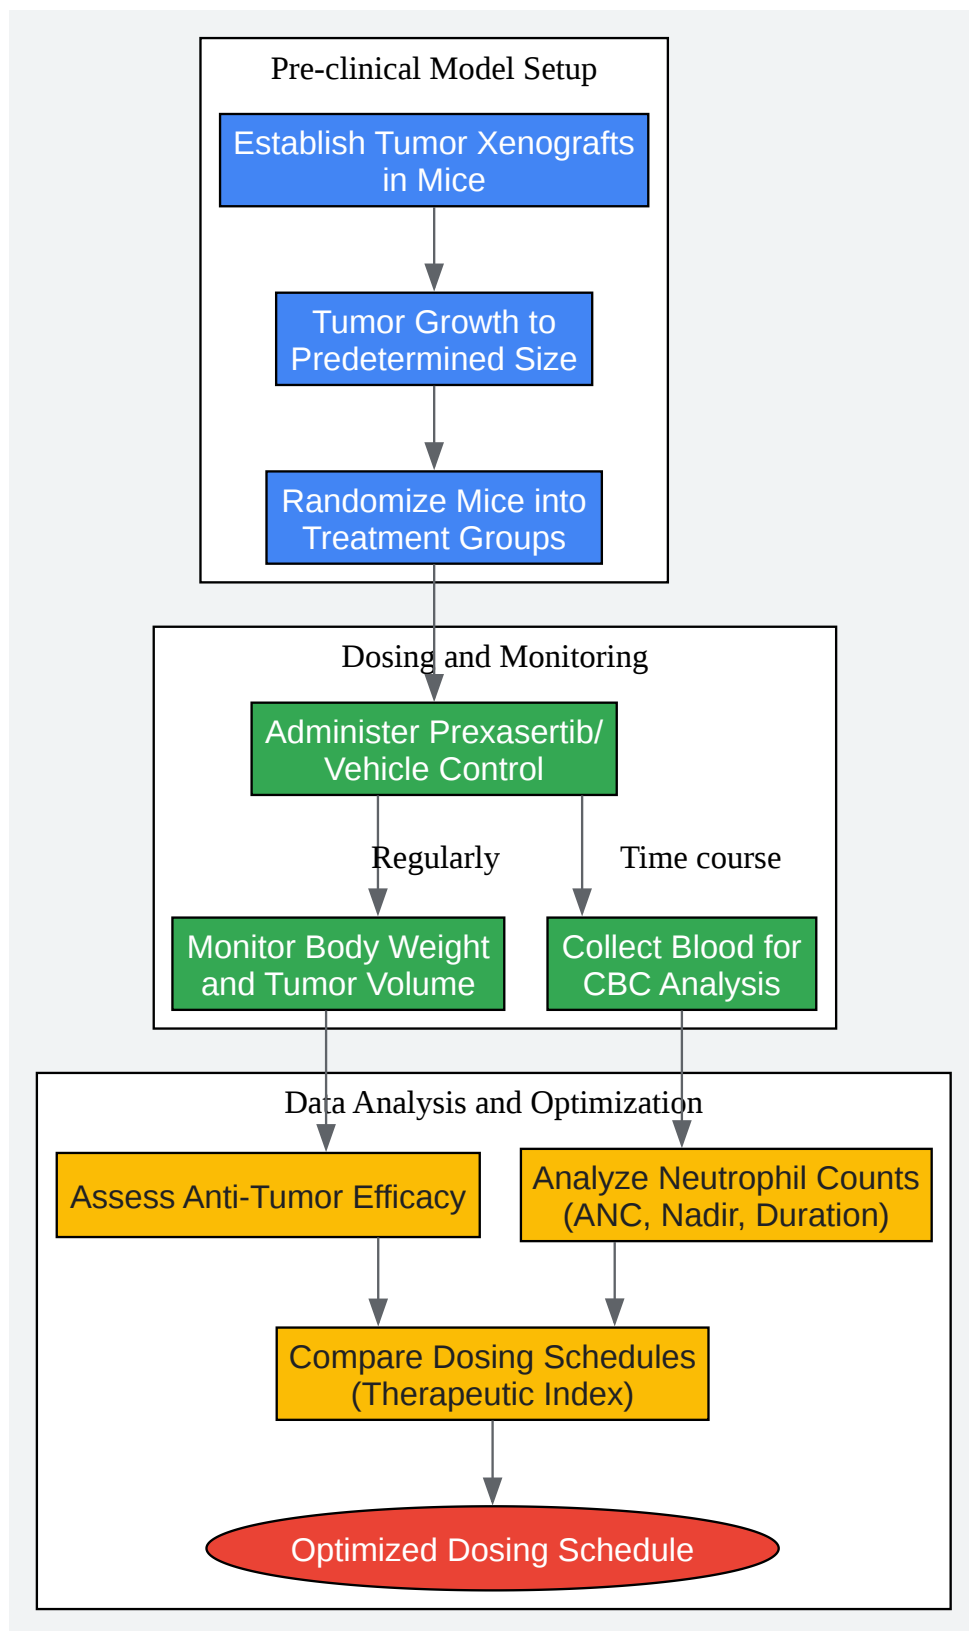 Pre-clinical Model Setup
Establish Tumor Xenografts
in Mice
Tumor Growth to
Predetermined Size
Randomize Mice into
Treatment Groups
Dosing and Monitoring
Administer Prexasertib/
Vehicle Control
Regularly
Time course
Monitor Body Weight
and Tumor Volume
Collect Blood for
CBC Analysis
Data Analysis and Optimization
Assess Anti-Tumor Efficacy
Analyze Neutrophil Counts
(ANC, Nadir, Duration)
Compare Dosing Schedules
(Therapeutic Index)
Optimized Dosing Schedule